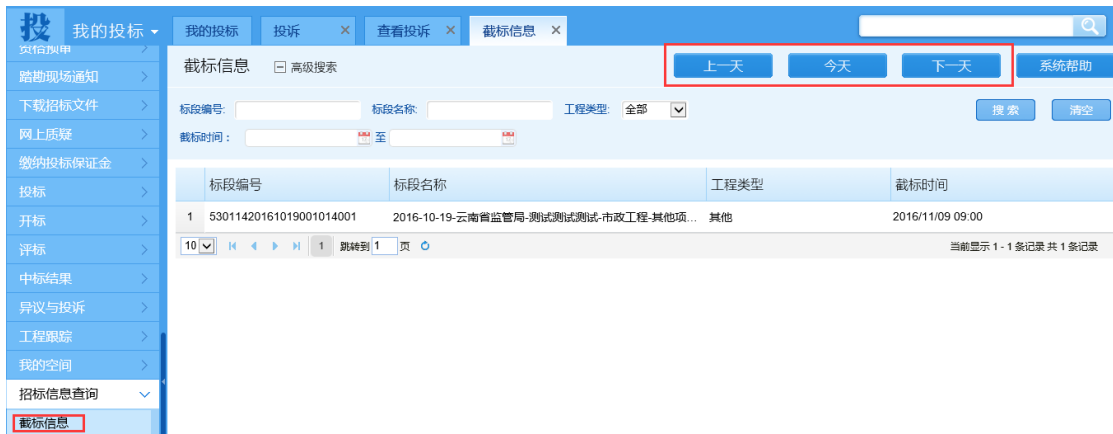 投 我的投标 我的投标 投诉 × 查看投诉 × 截标信息 ×
资格预审
踏勘现场通知
下载招标文件
网上质疑
缴纳投标保证金
投标
开标
评标
中标结果
异议与投诉
工程跟踪
我的空间
招标信息查询
截标信息
截标信息 高级搜索 上一天 今天 下一天 系统帮助
标段编号: 标段名称: 工程类型: 全部 搜索 清空
截标时间: 至
标段编号 标段名称 工程类型 截标时间
1 53011420161019001014001 2016-10-19-云南省监管局-测试测试测试-市政工程-其他项... 其他 2016/11/09 09:00
10 1 跳转到 1 页 当前显示 1 - 1 条记录 共 1 条记录